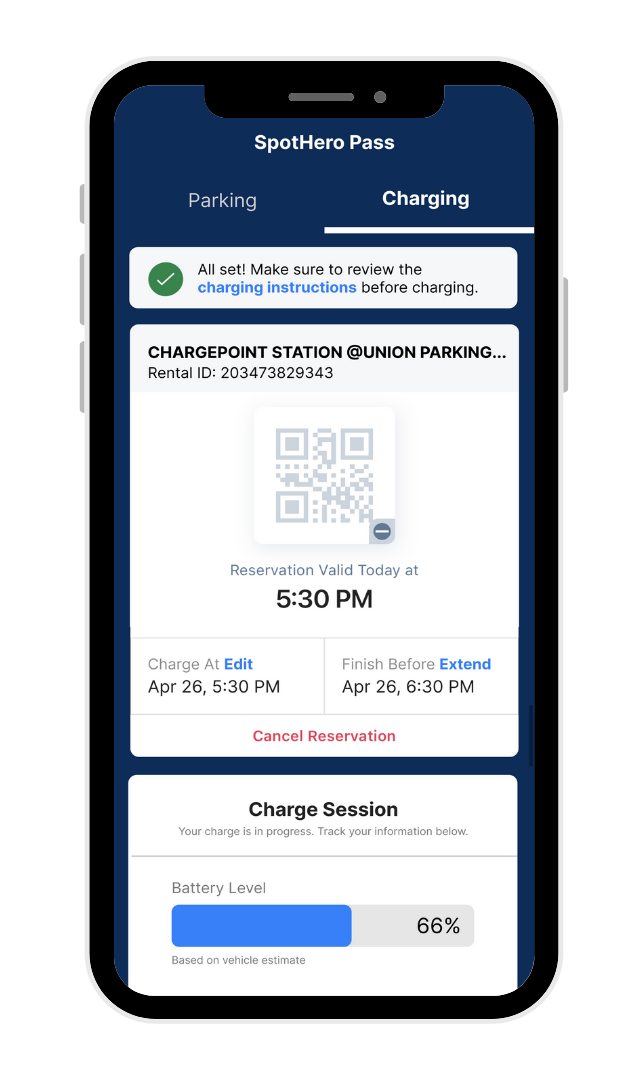 SpotHero Pass
Parking
Charging
All set! Make sure to review the
charging instructions before charging.
CHARGEPOINT STATION @UNION PARKING...
Rental ID: 203473829343
Reservation Valid Today at
5:30 PM
Charge At Edit
Apr 26, 5:30 PM
Finish Before Extend
Apr 26, 6:30 PM
Cancel Reservation
Charge Session
Your charge is in progress. Track your information below.
Battery Level
66%
Based on vehicle estimate